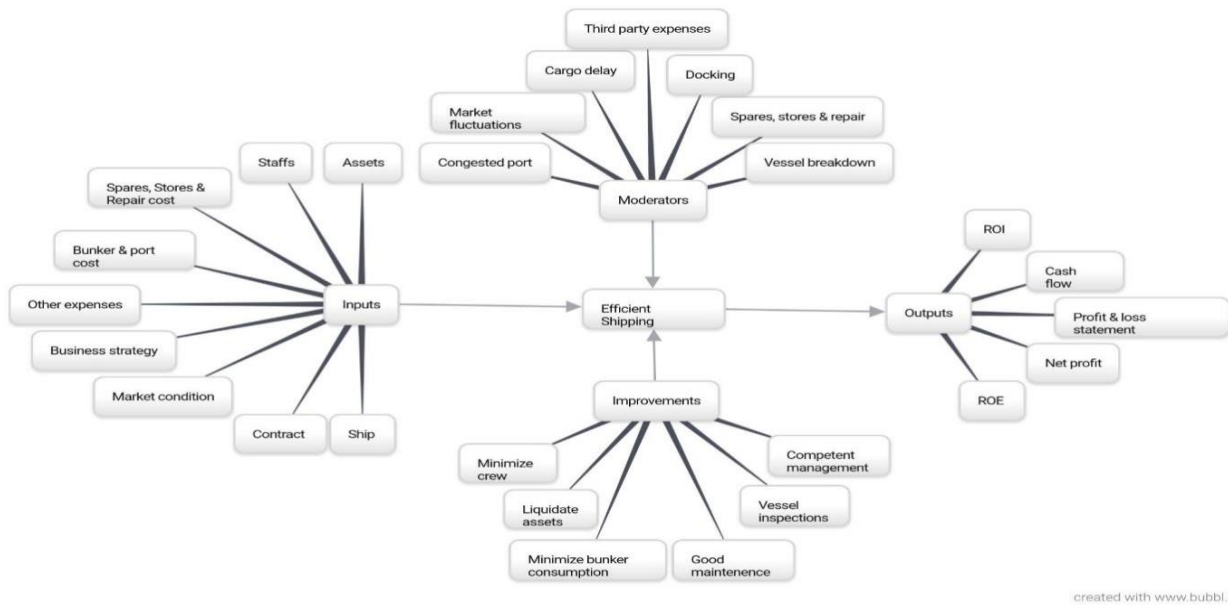 Third party expenses
Cargo delay
Docking
Market
fluctuations
Spares, stores & repair
Congested port
Vessel breakdown
Moderators
Staffs
Assets
Spares, Stores &
Repair cost
Bunker & port
cost
Other expenses
Business strategy
Market condition
Contract
Ship
Inputs
Efficient
Shipping
Outputs
ROI
Cash
flow
Profit & loss
statement
Net profit
ROE
Improvements
Minimize
crew
Liquidate
assets
Minimize bunker
consumption
Good
maintenence
Vessel
inspections
Competent
management
created with www.bubbl.